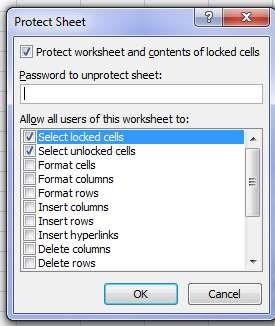 Protect Sheet
Protect worksheet and contents of locked cells
Password to unprotect sheet:
Allow all users of this worksheet to:
Select locked cells
Select unlocked cells
Format cells
Format columns
Format rows
Insert columns
Insert rows
Insert hyperlinks
Delete columns
Delete rows
OK Cancel